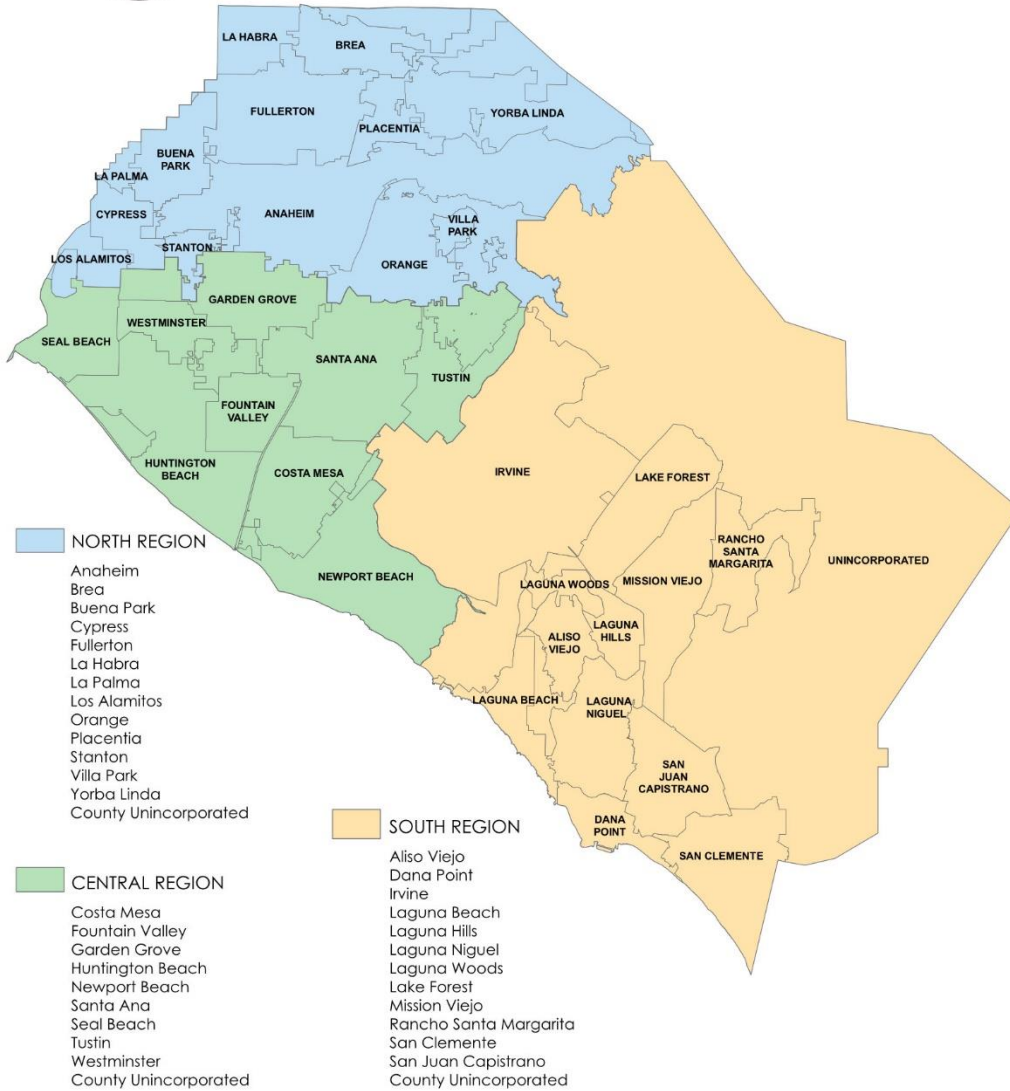 LA HABRA
BREA
FULLERTON
PLACENTIA
YORBA LINDA
BUENA
PARK
LA PALMA
CYPRESS
ANAHEIM
VILLA
PARK
LOS ALAMITOS
STANTON
ORANGE
GARDEN GROVE
WESTMINSTER
SEAL BEACH
SANTA ANA
TUSTIN
FOUNTAIN
VALLEY
HUNTINGTON
BEACH
COSTA MESA
IRVINE
LAKE FOREST
RANCHO
SANTA
MARGARITA
UNINCORPORATED
NEWPORT BEACH
LAGUNA WOODS
MISSION VIEJO
ALISO
VIEJO
LAGUNA
HILLS
LAGUNA BEACH
LAGUNA
NIGUEL
SAN
JUAN
CAPISTRANO
DANA
POINT
SAN CLEMENTE
NORTH REGION
Anaheim
Brea
Buena Park
Cypress
Fullerton
La Habra
La Palma
Los Alamitos
Orange
Placentia
Stanton
Villa Park
Yorba Linda
County Unincorporated
CENTRAL REGION
Costa Mesa
Fountain Valley
Garden Grove
Huntington Beach
Newport Beach
Santa Ana
Seal Beach
Tustin
Westminster
County Unincorporated
SOUTH REGION
Aliso Viejo
Dana Point
Irvine
Laguna Beach
Laguna Hills
Laguna Niguel
Laguna Woods
Lake Forest
Mission Viejo
Rancho Santa Margarita
San Clemente
San Juan Capistrano
County Unincorporated